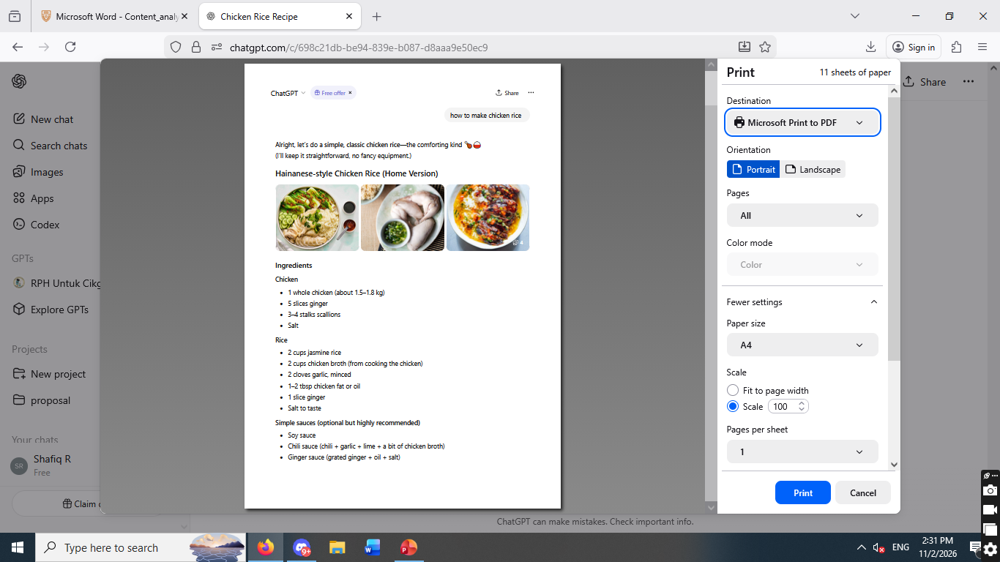 Microsoft Word - Content_analy
Chicken Rice Recipe
chatgpt.com/c/698c21db-be94-839e-b087-d8aaa9e50ec9
Sign in
New chat
Search chats
Images
Apps
Codex
GPTs
RPH Untuk Cikg
Explore GPTs
Projects
New project
proposal
Your chats
SR
Shafiq R
Free
Claim
ChatGPT
Free offer
Share
how to make chicken rice
Alright, let's do a simple, classic chicken rice—the comforting kind 🍗🍚
(I'll keep it straightforward, no fancy equipment.)
Hainanese-style Chicken Rice (Home Version)
4
Ingredients
Chicken
• 1 whole chicken (about 1.5–1.8 kg)
• 5 slices ginger
• 3–4 stalks scallions
• Salt
Rice
• 2 cups jasmine rice
• 2 cups chicken broth (from cooking the chicken)
• 2 cloves garlic, minced
• 1–2 tbsp chicken fat or oil
• 1 slice ginger
• Salt to taste
Simple sauces (optional but highly recommended)
• Soy sauce
• Chili sauce (chili + garlic + lime + a bit of chicken broth)
• Ginger sauce (grated ginger + oil + salt)
Print
11 sheets of paper
Destination
Microsoft Print to PDF
Orientation
Portrait
Landscape
Pages
All
Color mode
Color
Fewer settings
Paper size
A4
Scale
Fit to page width
Scale 100
Pages per sheet
1
Print
Cancel
Share
ChatGPT can make mistakes. Check important info.
Type here to search
9+
ENG
2:31 PM
11/2/2026